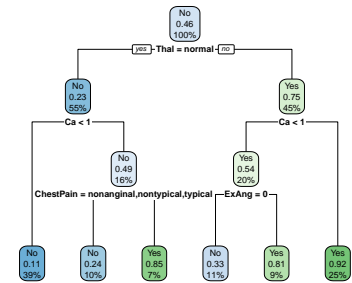 No
0.46
100%
yes Thal = normal no
No
0.23
55%
Yes
0.75
45%
Ca < 1
Ca < 1
No
0.49
16%
Yes
0.54
20%
ChestPain = nonanginal,nontypical,typical
ExAng = 0
No
0.11
39%
No
0.24
10%
Yes
0.85
7%
No
0.33
11%
Yes
0.81
9%
Yes
0.92
25%